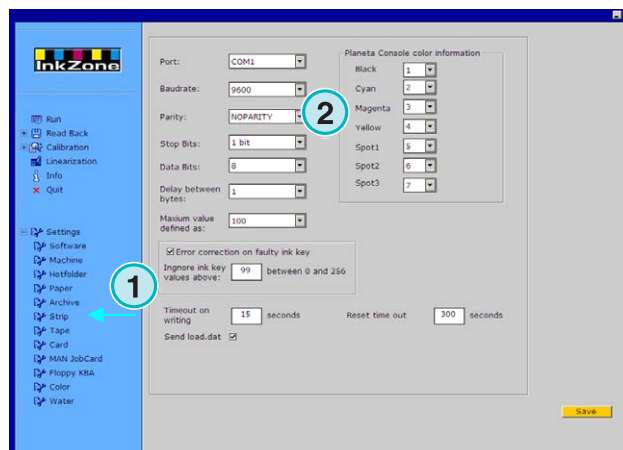 InkZone
Run
Read Back
Calibration
Linearization
Info
Quit
Settings
Software
Machine
Hotfolder
Paper
Archive
Strip
Tape
Card
MAN JobCard
Floppy KBA
Color
Water
1
Port: COM1
Baudrate: 9600
Parity: NOPARITY
Stop Bits: 1 bit
Data Bits: 8
Delay between
bytes: 1
Maxium value
defined as: 100
2
Planeta Console color information
Black 1
Cyan 2
Magenta 3
Yellow 4
Spot1 5
Spot2 6
Spot3 7
Error correction on faulty ink key
Ingnore ink key
values above: 99 between 0 and 256
Timeout on
writing 15 seconds
Reset time out 300 seconds
Send load.dat
Save